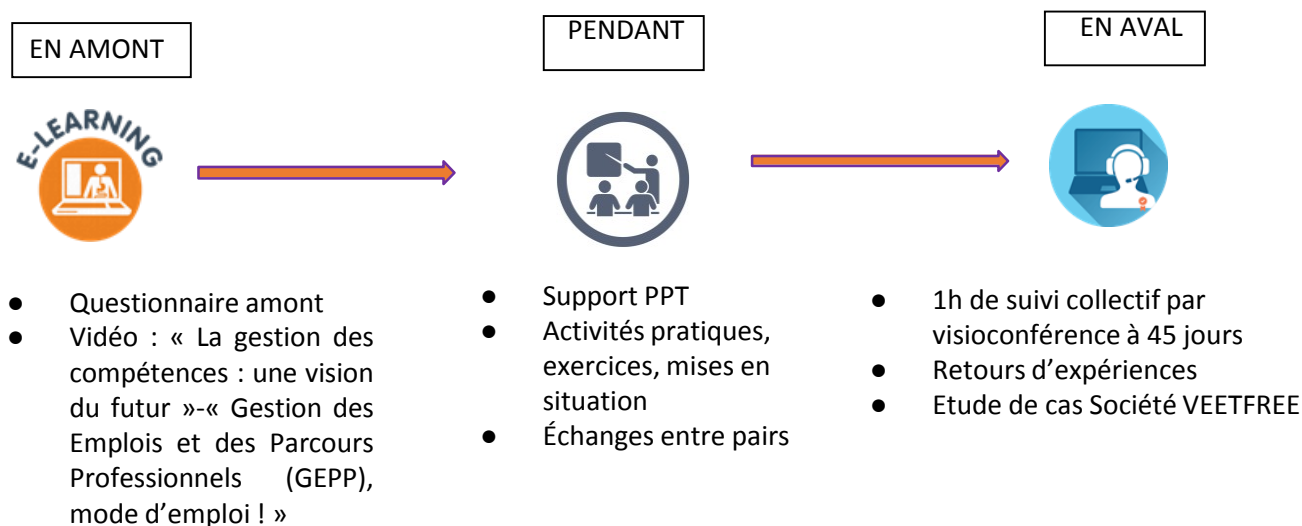 EN AMONT
PENDANT
EN AVAL
E-LEARNING
● Questionnaire amont
● Vidéo : « La gestion des
compétences : une vision
du futur »-« Gestion des
Emplois et des Parcours
Professionnels (GEPP),
mode d’emploi ! »
● Support PPT
● Activités pratiques,
exercices, mises en
situation
● Échanges entre pairs
● 1h de suivi collectif par
visioconférence à 45 jours
● Retours d’expériences
● Etude de cas Société VEETFREE